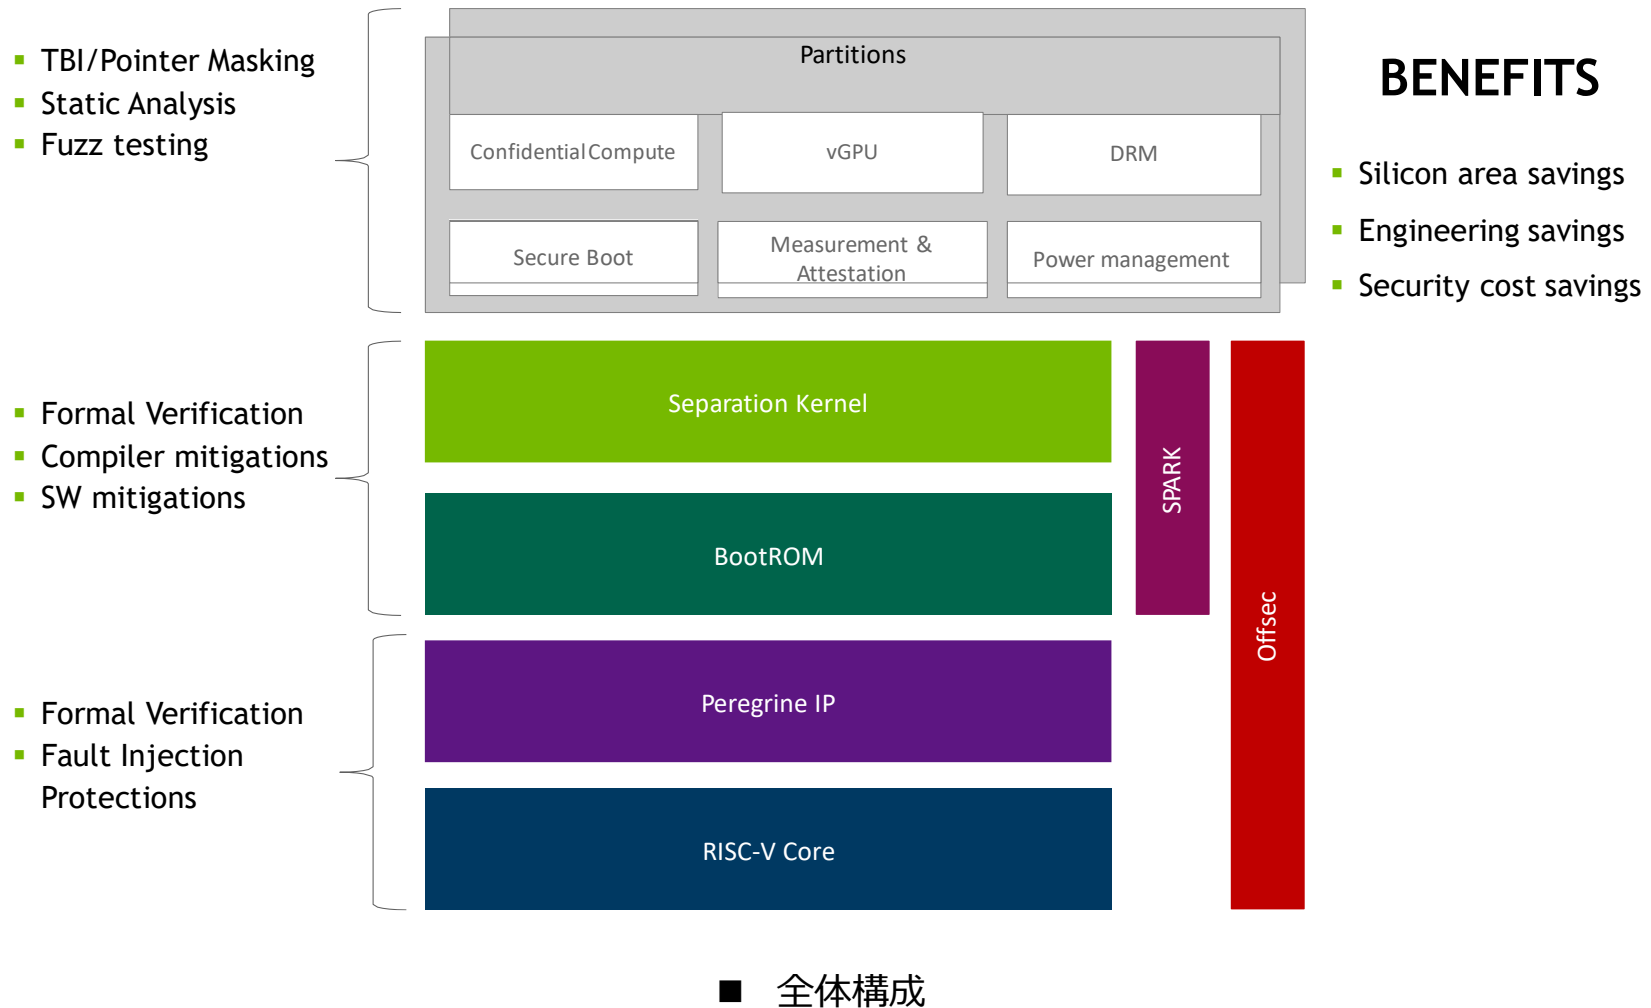 ▪ TBI/Pointer Masking
▪ Static Analysis
▪ Fuzz testing
Partitions
Confidential Compute
vGPU
DRM
Secure Boot
Measurement &
Attestation
Power management
BENEFITS
▪ Silicon area savings
▪ Engineering savings
▪ Security cost savings
▪ Formal Verification
▪ Compiler mitigations
▪ SW mitigations
Separation Kernel
BootROM
SPARK
Offsec
▪ Formal Verification
▪ Fault Injection
Protections
Peregrine IP
RISC-V Core
■ 全体構成